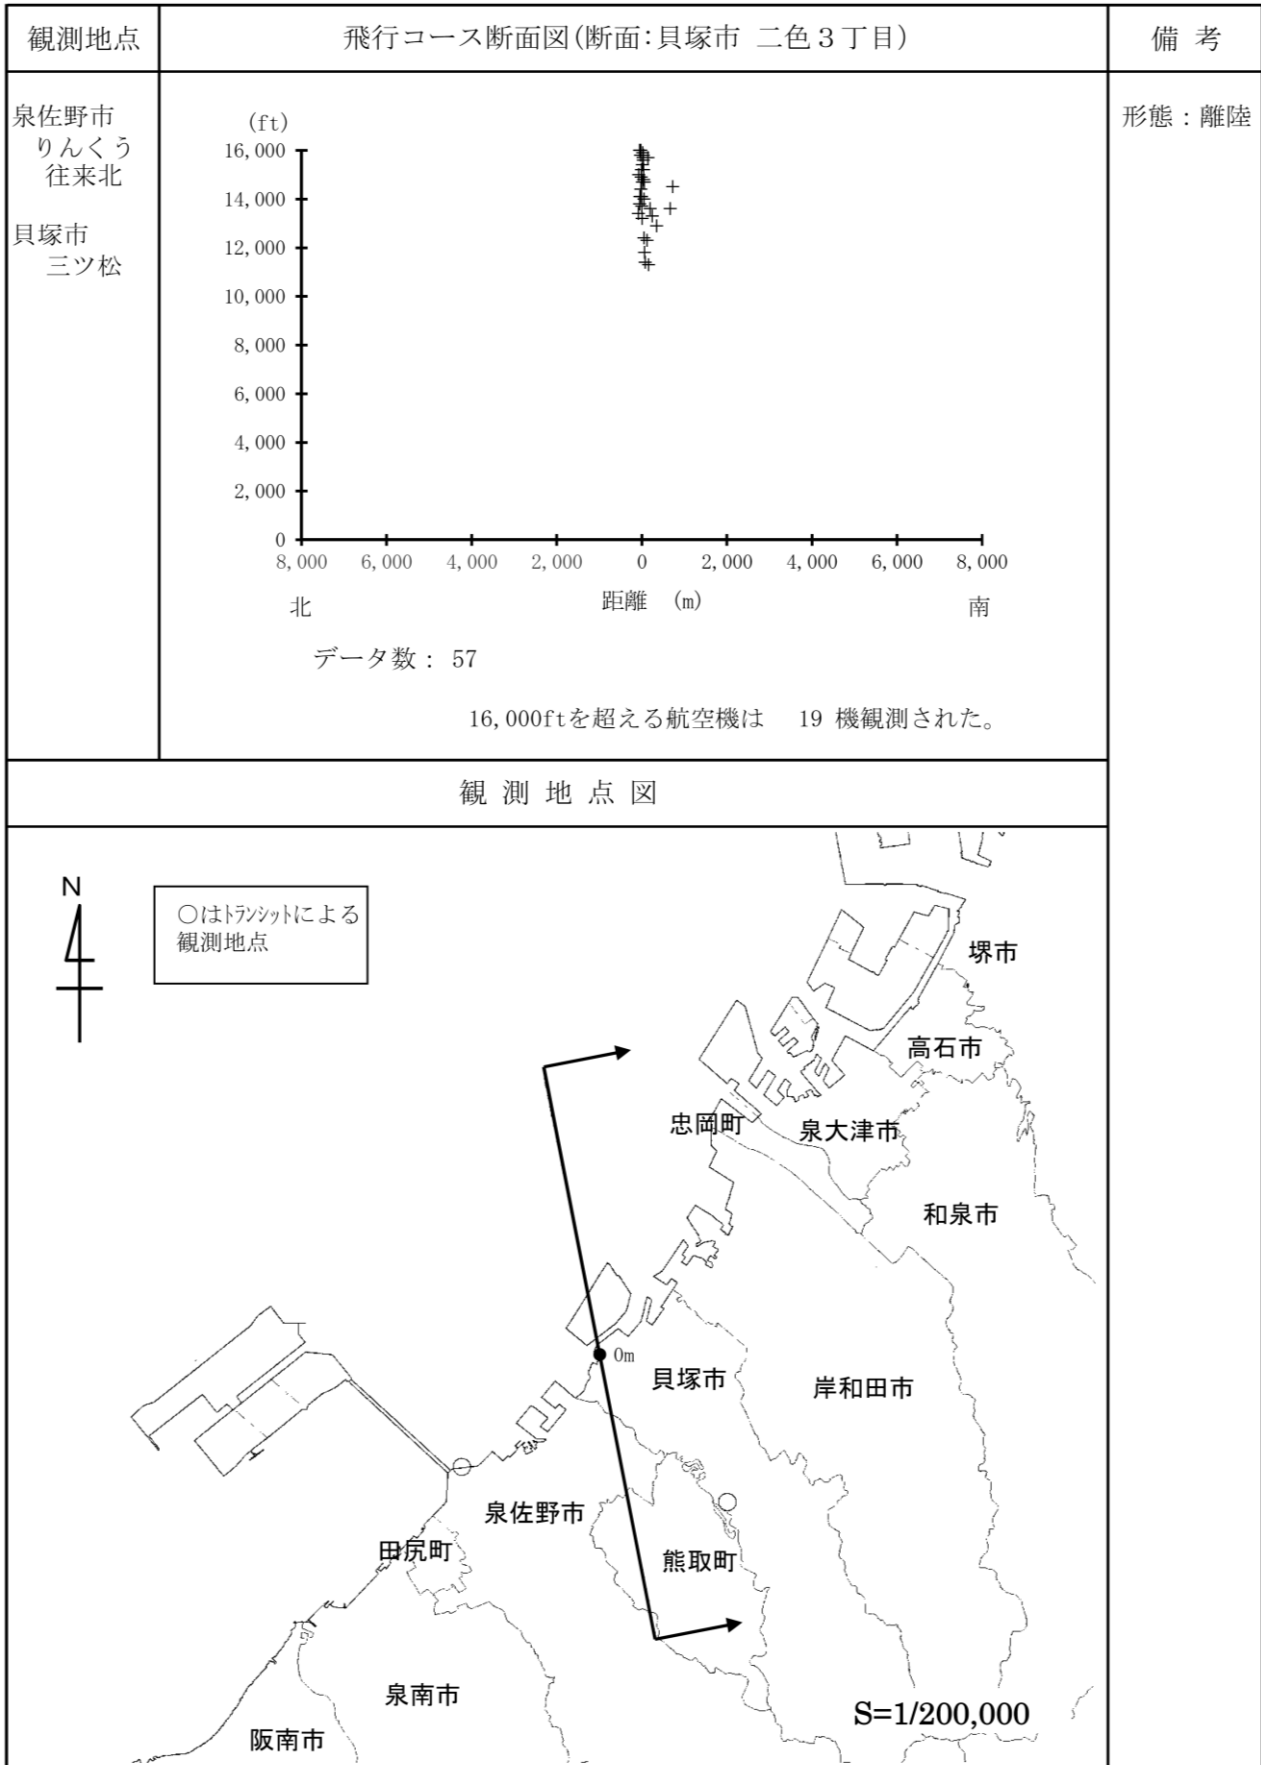 観測地点
飛行コース断面図(断面:貝塚市 二色3丁目)
備 考
泉佐野市
りんくう
往来北
貝塚市
三ツ松
形態：離陸
(ft)
16,000
14,000
12,000
10,000
8,000
6,000
4,000
2,000
0
8,000 6,000 4,000 2,000 0 2,000 4,000 6,000 8,000
北 距離 (m) 南
データ数： 57
16,000ftを超える航空機は 19 機観測された。
観 測 地 点 図
N
○はトランシットによる
観測地点
堺市
高石市
忠岡町
泉大津市
和泉市
0m
貝塚市
岸和田市
泉佐野市
田尻町
熊取町
泉南市
阪南市
S=1/200,000